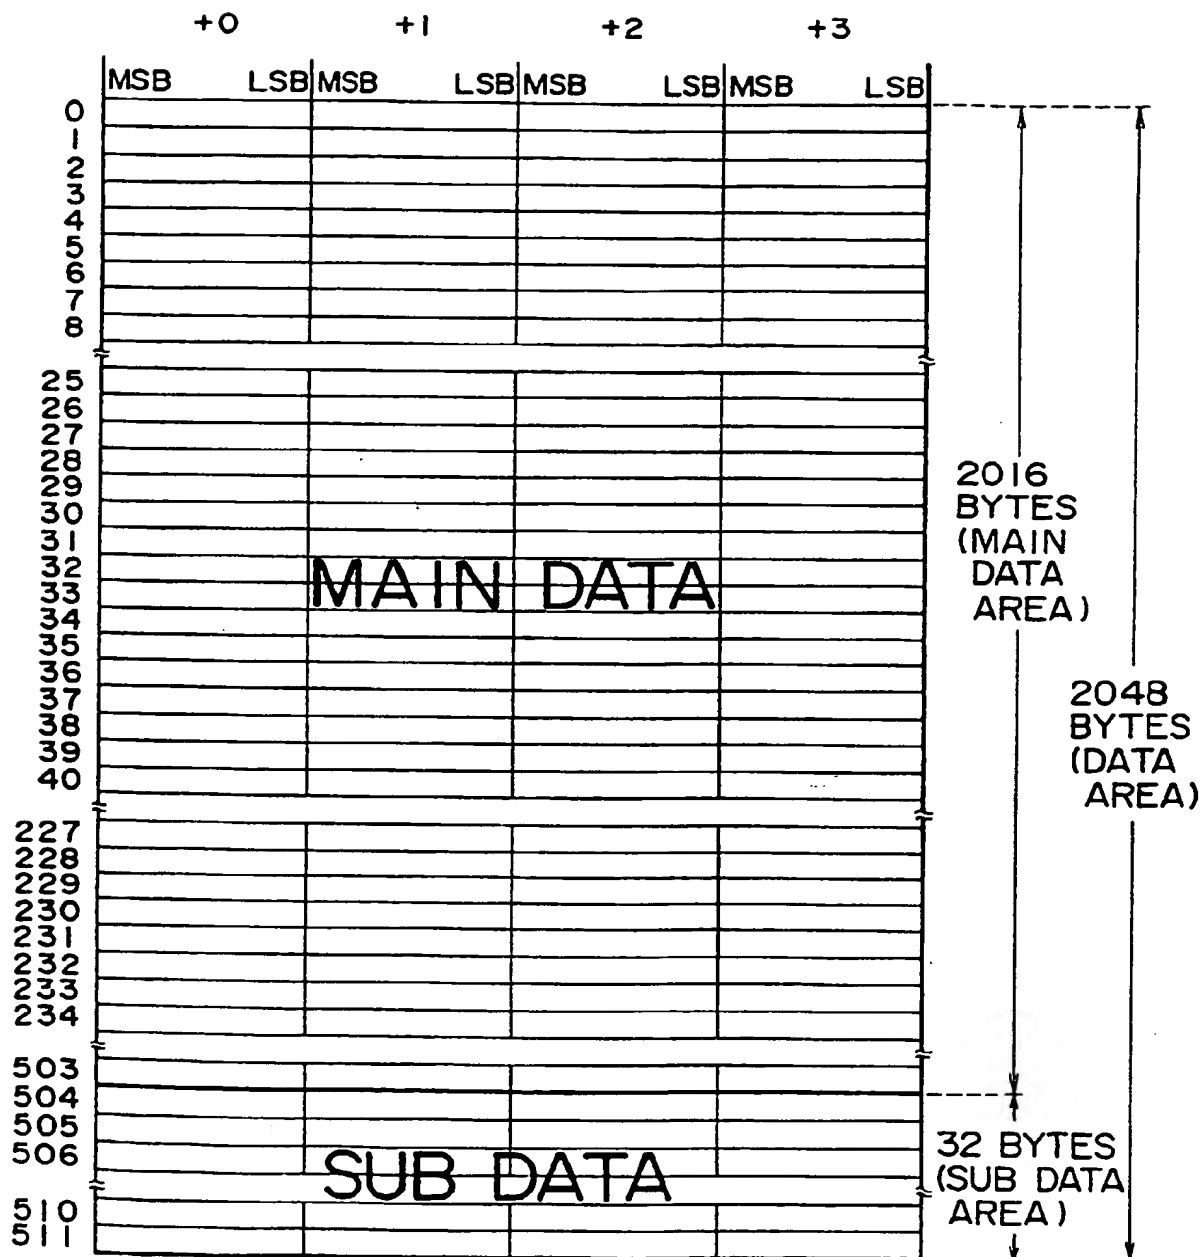 +0 +1 +2 +3
MSB LSB MSB LSB MSB LSB MSB LSB
0
1
2
3
4
5
6
7
8
25
26
27
28
29
30
31
32
33
34
35
36
37
38
39
40
MAIN DATA
2016
BYTES
(MAIN
DATA
AREA)
2048
BYTES
(DATA
AREA)
227
228
229
230
231
232
233
234
503
504
505
506
SUB DATA
510
511
32 BYTES
(SUB DATA
AREA)